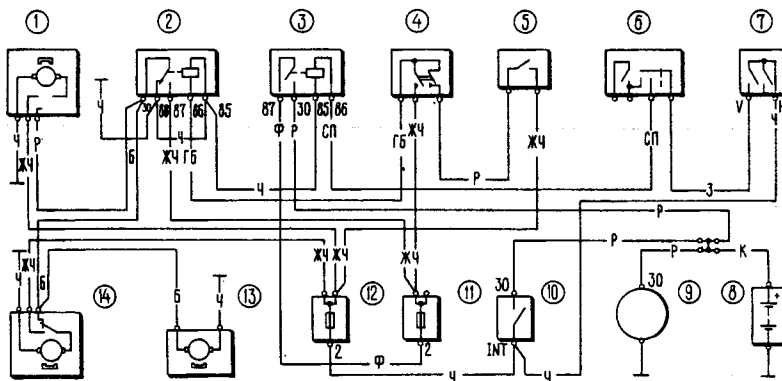 1 2 3 4 5 6 7
30 88 87 86 85
87 30 85 86
V И
Ч
Ч ЖЧ Р
Б
ЖЧ ГБ
Ч
Ф Р СП
ГБ ЖЧ
Р
ЖЧ
СП
З
Ч
Ч
Р
Р
Р К
ЖЧ ЖЧ
ЖЧ
30
30
Ч ЖЧ Б
Б
Ч
14 13 12 11 10 9 8
2 2 INT
Ф
Ч Ч